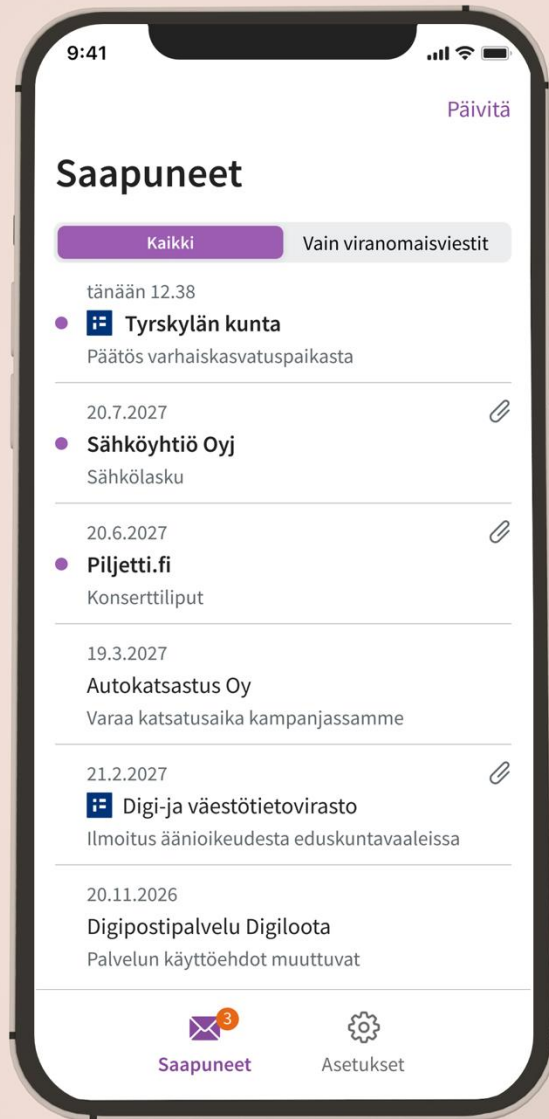 9:41
Päivitä
Saapuneet
Kaikki
Vain viranomaisviestit
tänään 12.38
Tyrskylän kunta
Päätös varhaiskasvatuspaikasta
20.7.2027
Sähköyhtiö Oyj
Sähkölasku
20.6.2027
Piljetti.fi
Konserttiliput
19.3.2027
Autokatsastus Oy
Varaa katsatusaika kampanjassamme
21.2.2027
Digi-ja väestötietovirasto
Ilmoitus äänioikeudesta eduskuntavaaleissa
20.11.2026
Digipostipalvelu Digiloota
Palvelun käyttöehdot muuttuvat
3
Saapuneet
Asetukset